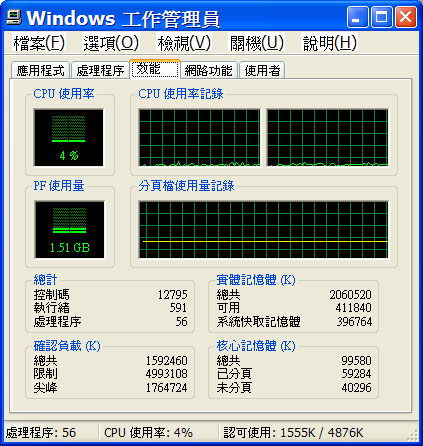 Windows 工作管理員
檔案(F) 選項(O) 檢視(V) 關機(U) 說明(H)
應用程式 處理程序 效能 網路功能 使用者
CPU 使用率 CPU 使用率記錄
4 %
PF 使用量 分頁檔使用量記錄
1.51 GB
總計 實體記憶體 (K)
控制碼 12795 總共 2060520
執行緒 591 可用 411840
處理程序 56 系統快取記憶體 396764
確認負載 (K) 核心記憶體 (K)
總共 1592460 總共 99580
限制 4993108 已分頁 59284
尖峰 1764724 未分頁 40296
處理程序: 56 CPU 使用率: 4% 認可使用: 1555K / 4876K